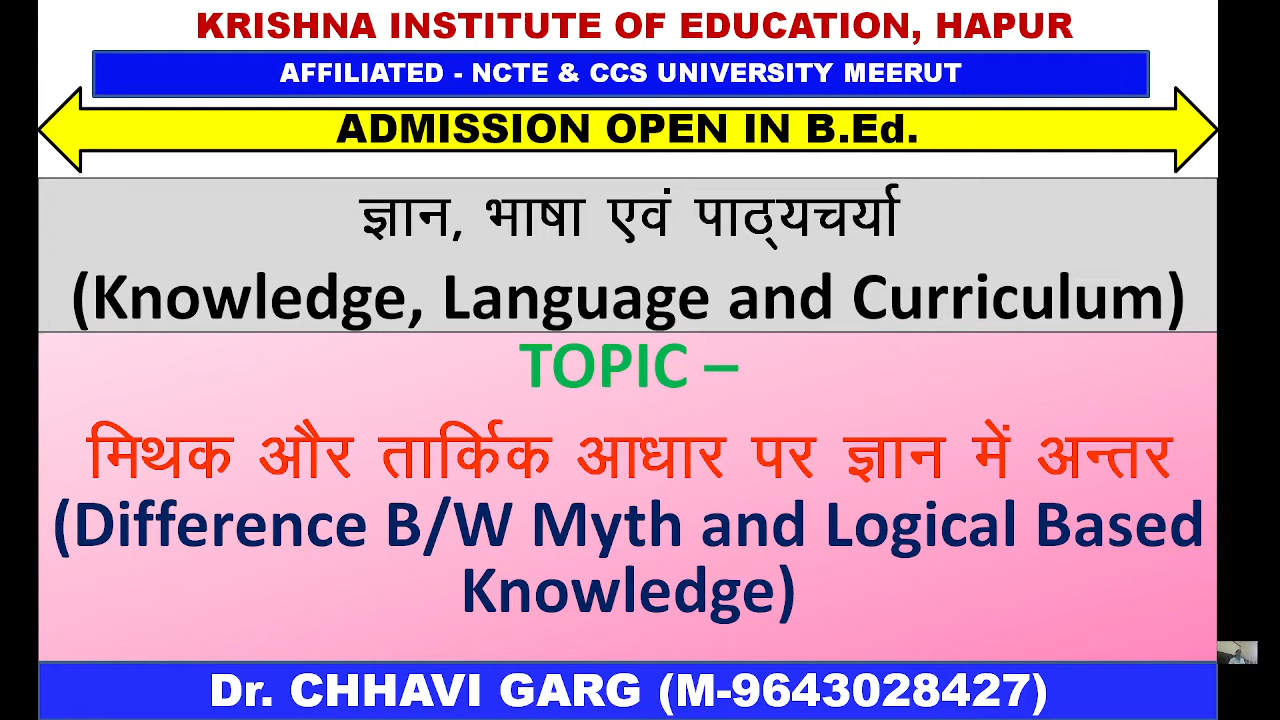 KRISHNA INSTITUTE OF EDUCATION, HAPUR
AFFILIATED - NCTE & CCS UNIVERSITY MEERUT
ADMISSION OPEN IN B.Ed.
ज्ञान, भाषा एवं पाठ्यचर्या
(Knowledge, Language and Curriculum)
TOPIC –
मिथक और तार्किक आधार पर ज्ञान में अन्तर
(Difference B/W Myth and Logical Based
Knowledge)
Dr. CHHAVI GARG (M-9643028427)